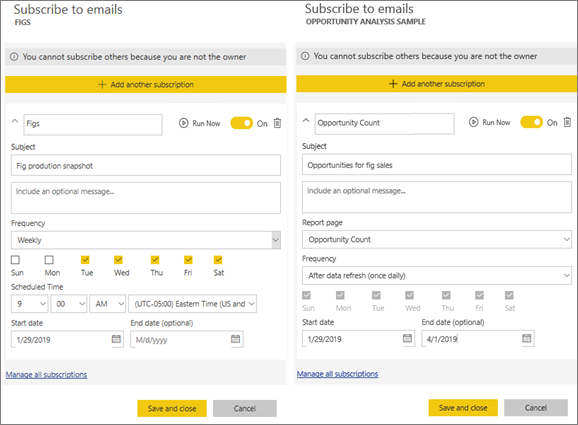 Subscribe to emails
FIGS
You cannot subscribe others because you are not the owner
Add another subscription
Figs
Run Now
On
Subject
Fig prodution snapshot
Include an optional message...
Frequency
Weekly
Sun Mon Tue Wed Thu Fri Sat
Scheduled Time
9 00 AM (UTC-05:00) Eastern Time (US and
Start date End date (optional)
1/29/2019 M/d/yyyy
Manage all subscriptions
Save and close Cancel
Subscribe to emails
OPPORTUNITY ANALYSIS SAMPLE
You cannot subscribe others because you are not the owner
Add another subscription
Opportunity Count
Run Now
On
Subject
Opportunities for fig sales
Include an optional message...
Report page
Opportunity Count
Frequency
After data refresh (once daily)
Sun Mon Tue Wed Thu Fri Sat
Start date End date (optional)
1/29/2019 4/1/2019
Manage all subscriptions
Save and close Cancel